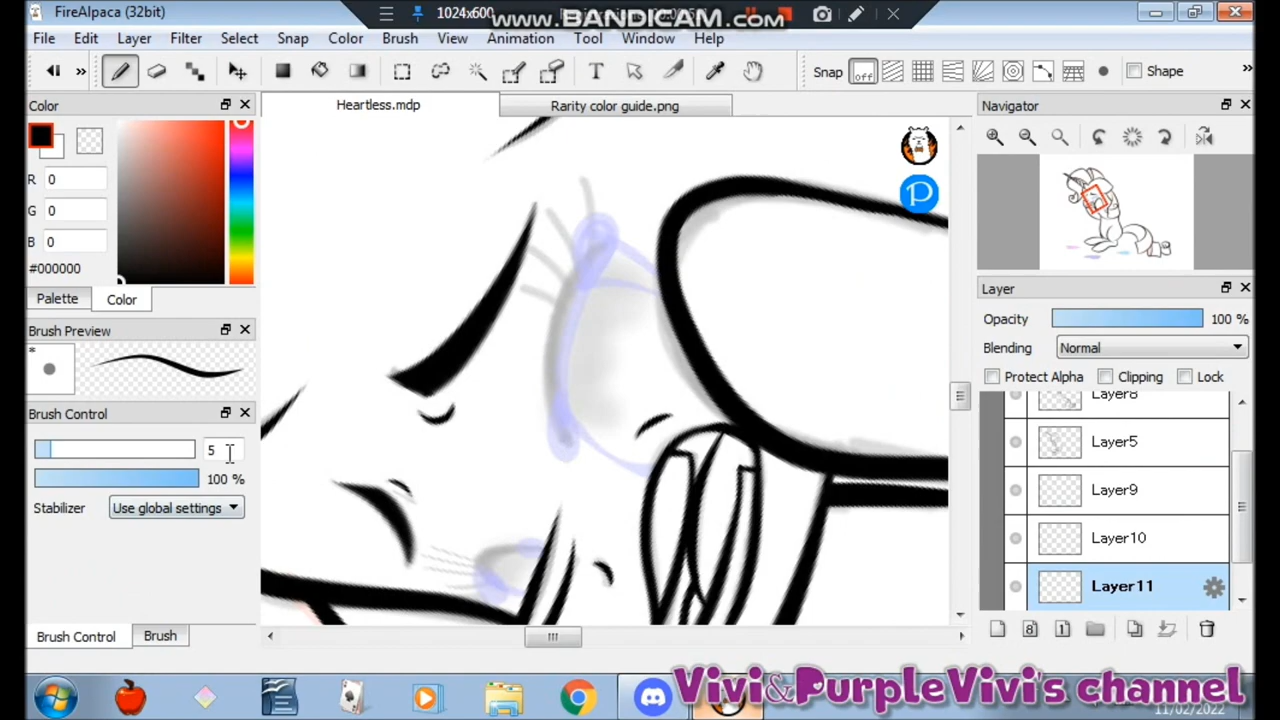 FireAlpaca (32bit)
1024x600
WWW.BANDICAM.COM
File Edit Layer Filter Select Snap Color Brush View Animation Tool Window Help
Snap off Shape
Color
Heartless.mdp
Rarity color guide.png
Navigator
R 0
G 0
B 0
#000000
Palette Color
Brush Preview
*
Brush Control
5
100 %
Stabilizer Use global settings
Brush Control Brush
P
Layer
Opacity 100 %
Blending Normal
Protect Alpha Clipping Lock
Layer8
Layer5
Layer9
Layer10
Layer11
8 1
Vivi&PurpleVivi's channel
11/02/2022